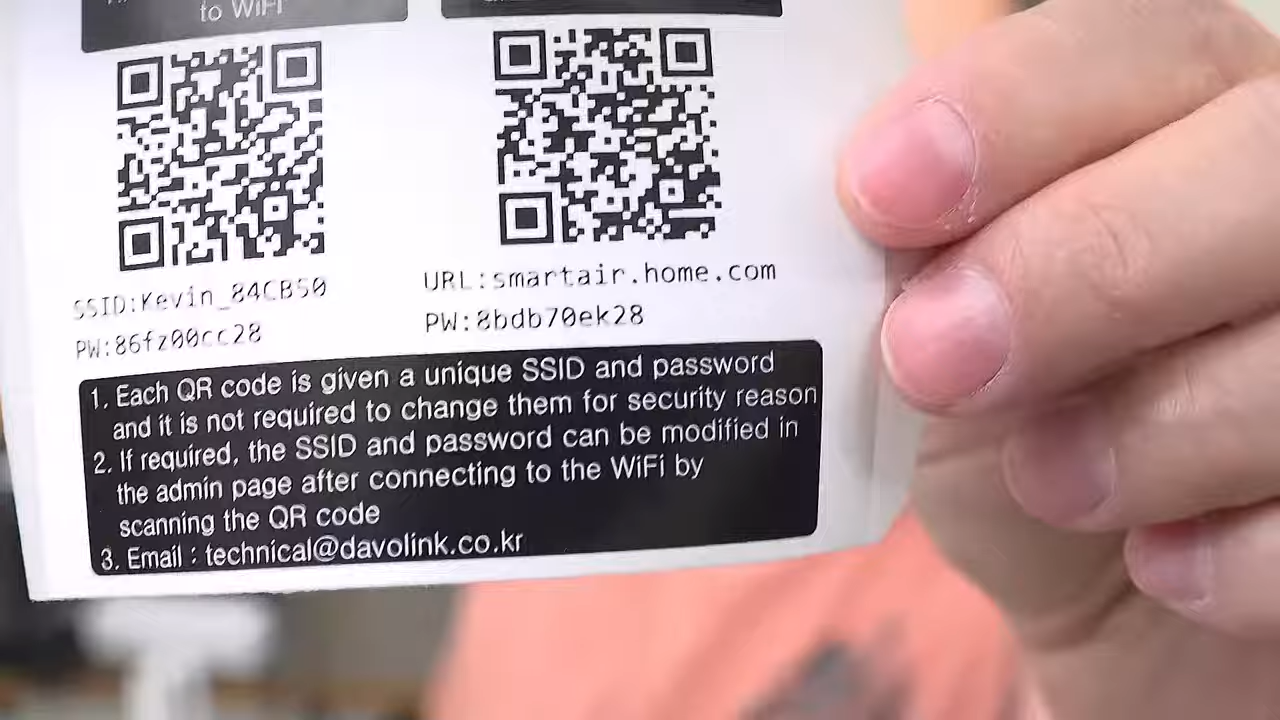 to WiFi
SSID:Kevin_84CB50
PW:86fz00cc28
URL:smartair.home.com
PW:8bdb70ek28
1. Each QR code is given a unique SSID and password
and it is not required to change them for security reason
2. If required, the SSID and password can be modified in
the admin page after connecting to the WiFi by
scanning the QR code
3. Email : technical@davolink.co.kr